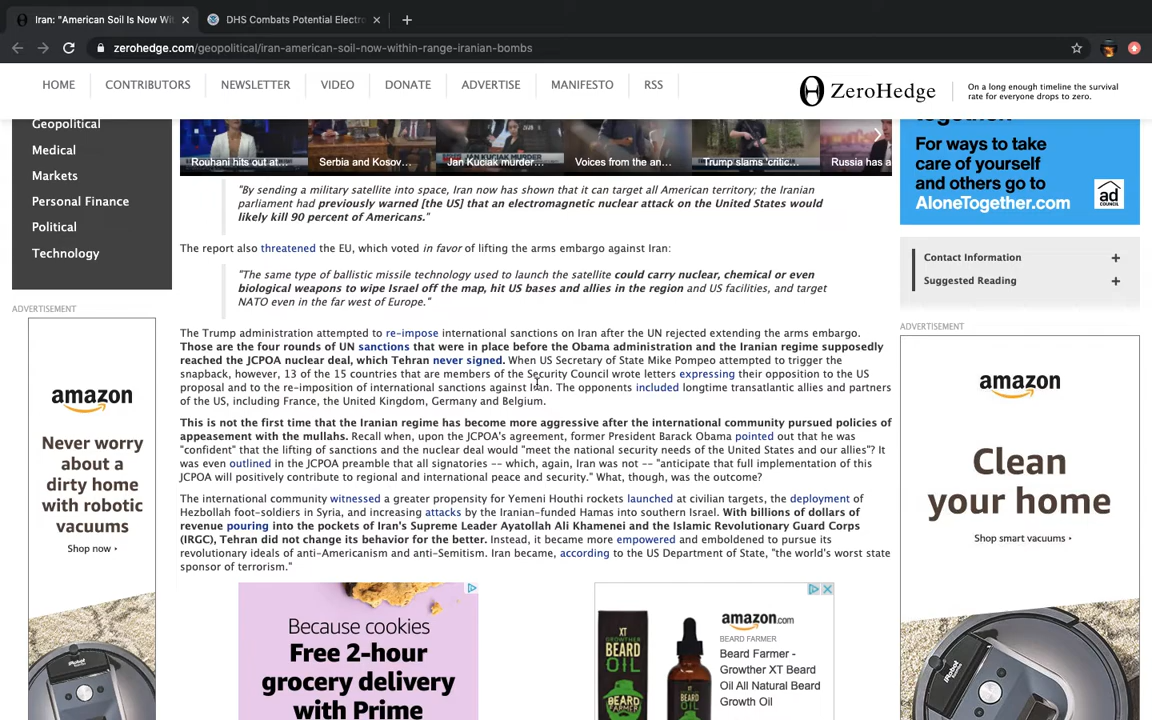 Iran: "American Soil Is Now Wit
DHS Combats Potential Electro
zerohedge.com/geopolitical/iran-american-soil-now-within-range-iranian-bombs
HOME
CONTRIBUTORS
NEWSLETTER
VIDEO
DONATE
ADVERTISE
MANIFESTO
RSS
ZeroHedge
On a long enough timeline the survival
rate for everyone drops to zero.
Geopolitical
Medical
Markets
Personal Finance
Political
Technology
ADVERTISEMENT
amazon
Never worry
about a
dirty home
with robotic
vacuums
Shop now
Rouhani hits out at...
Serbia and Kosov...
Jan Kuciak murder...
Voices from the an...
Trump slams 'critic...
Russia has a
"By sending a military satellite into space, Iran now has shown that it can target all American territory; the Iranian
parliament had previously warned [the US] that an electromagnetic nuclear attack on the United States would
likely kill 90 percent of Americans."
The report also threatened the EU, which voted in favor of lifting the arms embargo against Iran:
"The same type of ballistic missile technology used to launch the satellite could carry nuclear, chemical or even
biological weapons to wipe Israel off the map, hit US bases and allies in the region and US facilities, and target
NATO even in the far west of Europe."
The Trump administration attempted to re-impose international sanctions on Iran after the UN rejected extending the arms embargo.
Those are the four rounds of UN sanctions that were in place before the Obama administration and the Iranian regime supposedly
reached the JCPOA nuclear deal, which Tehran never signed. When US Secretary of State Mike Pompeo attempted to trigger the
snapback, however, 13 of the 15 countries that are members of the Security Council wrote letters expressing their opposition to the US
proposal and to the re-imposition of international sanctions against Iran. The opponents included longtime transatlantic allies and partners
of the US, including France, the United Kingdom, Germany and Belgium.
This is not the first time that the Iranian regime has become more aggressive after the international community pursued policies of
appeasement with the mullahs. Recall when, upon the JCPOA's agreement, former President Barack Obama pointed out that he was
"confident" that the lifting of sanctions and the nuclear deal would "meet the national security needs of the United States and our allies"? It
was even outlined in the JCPOA preamble that all signatories -- which, again, Iran was not -- "anticipate that full implementation of this
JCPOA will positively contribute to regional and international peace and security." What, though, was the outcome?
The international community witnessed a greater propensity for Yemeni Houthi rockets launched at civilian targets, the deployment of
Hezbollah foot-soldiers in Syria, and increasing attacks by the Iranian-funded Hamas into southern Israel. With billions of dollars of
revenue pouring into the pockets of Iran's Supreme Leader Ayatollah Ali Khamenei and the Islamic Revolutionary Guard Corps
(IRGC), Tehran did not change its behavior for the better. Instead, it became more empowered and emboldened to pursue its
revolutionary ideals of anti-Americanism and anti-Semitism. Iran became, according to the US Department of State, "the world's worst state
sponsor of terrorism."
Because cookies
Free 2-hour
grocery delivery
with Prime
XT
GROWTHER
BEARD
OIL
BEARD
FARMER
amazon.com
BEARD FARMER
Beard Farmer -
Growther XT Beard
Oil All Natural Beard
Growth Oil
together
For ways to take
care of yourself
and others go to
AloneTogether.com
ad
COUNCIL
Contact Information +
Suggested Reading +
ADVERTISEMENT
amazon
Clean
your home
Shop smart vacuums